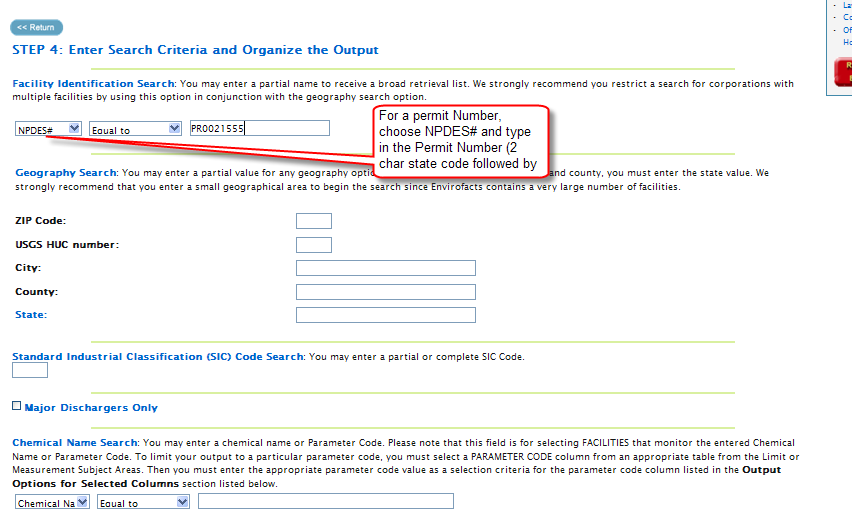 << Return
STEP 4: Enter Search Criteria and Organize the Output
Facility Identification Search: You may enter a partial name to receive a broad retrieval list. We strongly recommend you restrict a search for corporations with
multiple facilities by using this option in conjunction with the geography search option.
NPDES# Equal to PR0021555
For a permit Number,
choose NPDES# and type
in the Permit Number (2
char state code followed by
Geography Search: You may enter a partial value for any geography and county, you must enter the state value. We
strongly recommend that you enter a small geographical area to begin the search since Envirofacts contains a very large number of facilities.
ZIP Code:
USGS HUC number:
City:
County:
State:
Standard Industrial Classification (SIC) Code Search: You may enter a partial or complete SIC Code.
Major Dischargers Only
Chemical Name Search: You may enter a chemical name or Parameter Code. Please note that this field is for selecting FACILITIES that monitor the entered Chemical
Name or Parameter Code. To limit your output to a particular parameter code, you must select a PARAMETER CODE column from an appropriate table from the Limit or
Measurement Subject Areas. Then you must enter the appropriate parameter code value as a selection criteria for the parameter code column listed in the Output
Options for Selected Columns section listed below.
Chemical Na Equal to